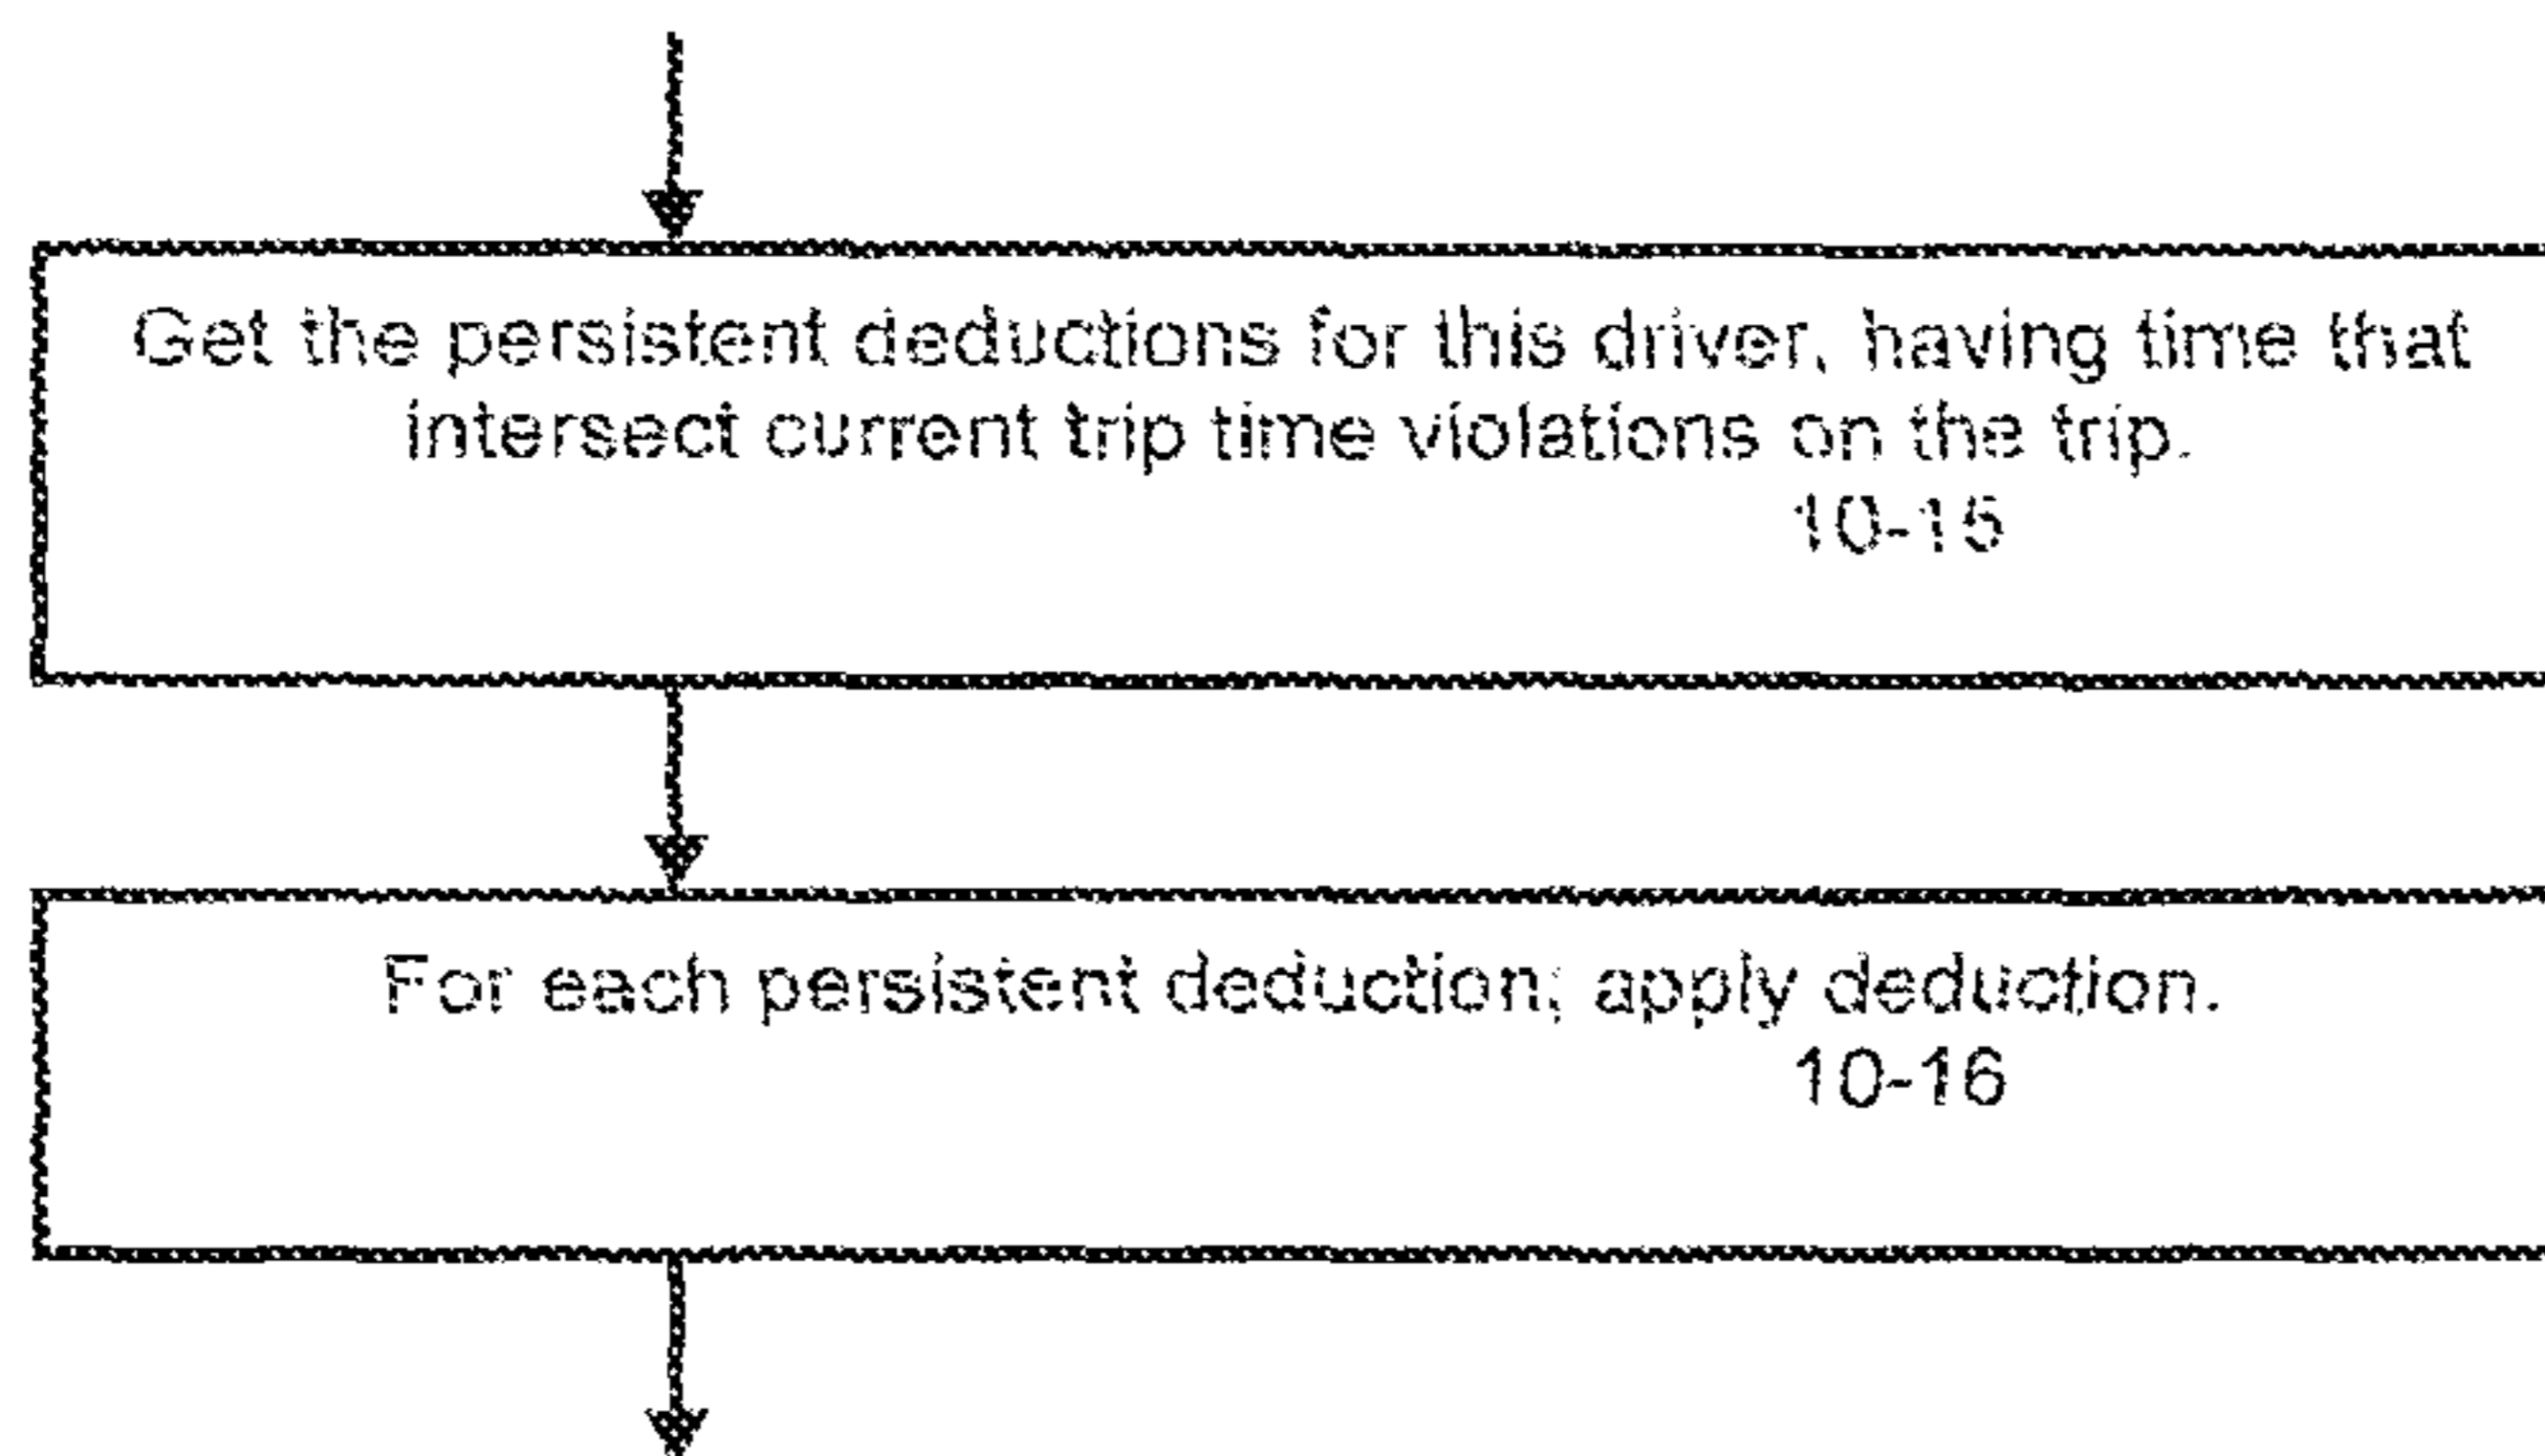 Get the persistent deductions for this driver, having time that
intersect current trip time violations on the trip.
10-15
For each persistent deduction; apply deduction.
10-16